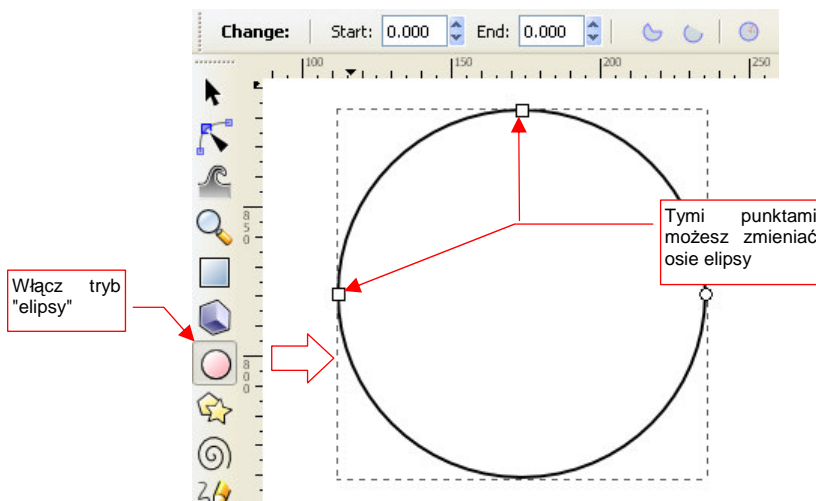 Change: Start: 0.000 End: 0.000
100 150 200 250
850
Tymi punktami
możesz zmieniać
osie elipsy
Włącz tryb
"elipsy"
800